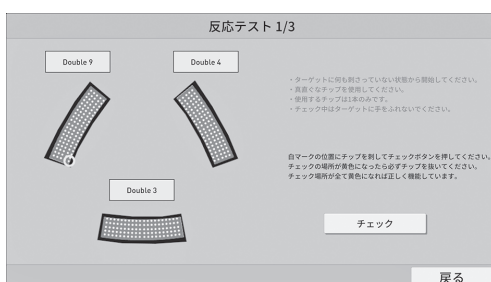 反応テスト 1/3
Double 9
Double 4
Double 3
・ターゲットに何も刺さっていない状態から開始してください。
・真直ぐなチップを使用してください。
・使用するチップは1本のみです。
・チェック中はターゲットに手をふれないでください。
白マークの位置にチップを刺してチェックボタンを押してください。
チェックの場所が黄色になったら必ずチップを抜いてください。
チェック場所が全て黄色になれば正しく機能しています。
チェック
戻る